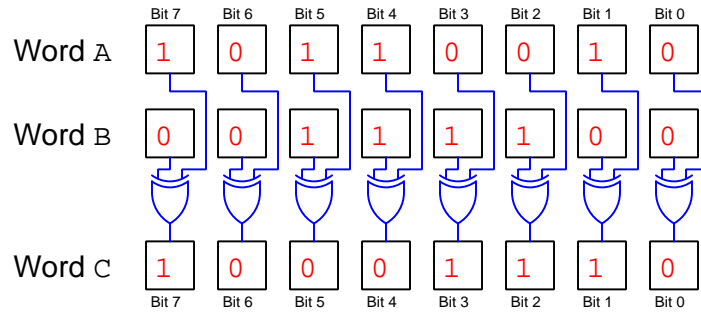 Bit 7 Bit 6 Bit 5 Bit 4 Bit 3 Bit 2 Bit 1 Bit 0
Word A 1 0 1 1 0 0 1 0
Word B 0 0 1 1 1 1 0 0
Word C 1 0 0 0 1 1 1 0
Bit 7 Bit 6 Bit 5 Bit 4 Bit 3 Bit 2 Bit 1 Bit 0